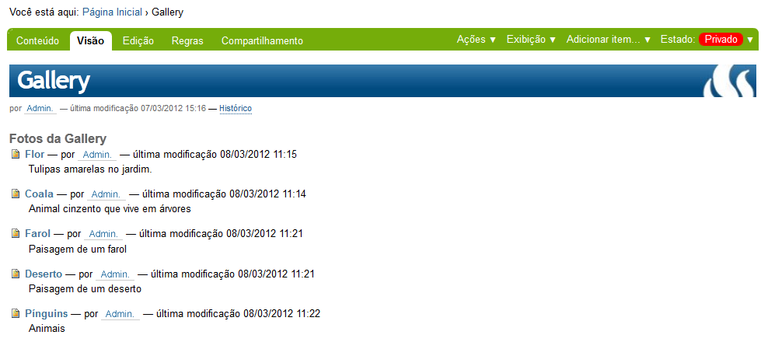 Você está aqui: Página Inicial › Gallery
Conteúdo Visão Edição Regras Compartilhamento Ações ▼ Exibição ▼ Adicionar item... ▼ Estado: Privado ▼
Gallery
por Admin. — última modificação 07/03/2012 15:16 — Histórico
Fotos da Gallery
Flor — por Admin. — última modificação 08/03/2012 11:15
Tulipas amarelas no jardim.
Coala — por Admin. — última modificação 08/03/2012 11:14
Animal cinzento que vive em árvores
Farol — por Admin. — última modificação 08/03/2012 11:21
Paisagem de um farol
Deserto — por Admin. — última modificação 08/03/2012 11:21
Paisagem de um deserto
Pinguins — por Admin. — última modificação 08/03/2012 11:22
Animais